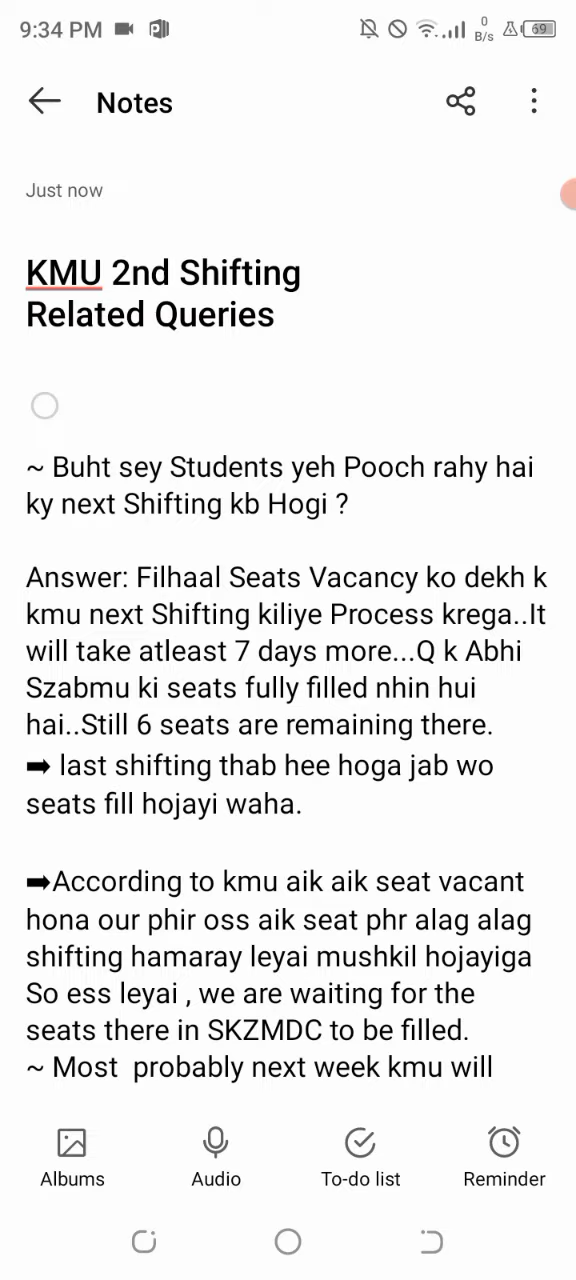 9:34 PM
0
B/s
69
Notes
Just now
KMU 2nd Shifting
Related Queries
~ Buht sey Students yeh Pooch rahy hai
ky next Shifting kb Hogi ?
Answer: Filhaal Seats Vacancy ko dekh k
kmu next Shifting kiliye Process krega..It
will take atleast 7 days more...Q k Abhi
Szabmu ki seats fully filled nhin hui
hai..Still 6 seats are remaining there.
➡ last shifting thab hee hoga jab wo
seats fill hojayi waha.
➡According to kmu aik aik seat vacant
hona our phir oss aik seat phr alag alag
shifting hamaray leyai mushkil hojayiga
So ess leyai , we are waiting for the
seats there in SKZMDC to be filled.
~ Most  probably next week kmu will
Albums
Audio
To-do list
Reminder